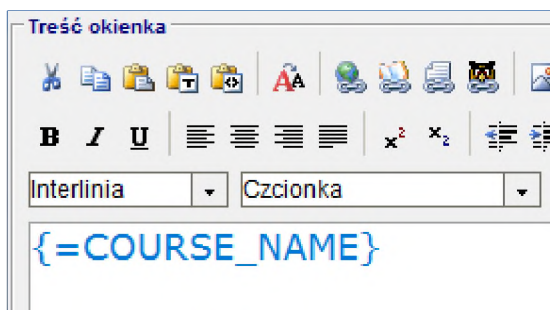 Treść okienka
B I U x² x₂
Interlinia Czcionka
{=COURSE_NAME}